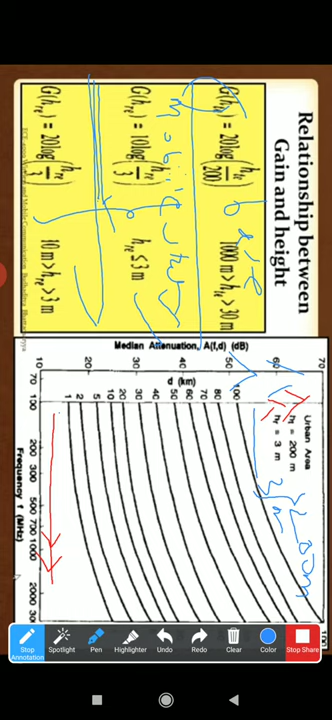 Relationship between
Gain and height
G(hte) = 20log(hte/200) 1000 m > hte > 30 m
G(hre) = 10log(hre/3) hre ≤ 3 m
G(hre) = 20log(hre/3) 10 m > hre > 3 m
Median Attenuation, A(f,d) (dB)
70
60
40
30
20
10
d (km)
100
80
70
60
50
40
30
20
10
5
2
1
Urban Area
ht = 200 m
hr = 3 m
70
100
200
300
500
700
1000
2000
Frequency f (MHz)
200m
3m
Stop
Annotation
Spotlight
Pen
Highlighter
Undo
Redo
Clear
Color
Stop Share